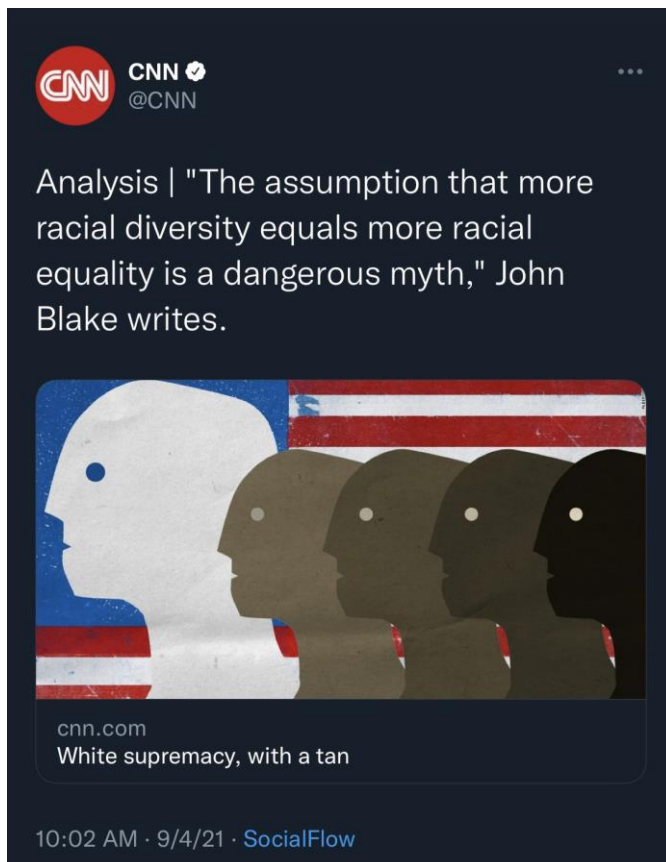 CNN
CNN
@CNN
Analysis | "The assumption that more
racial diversity equals more racial
equality is a dangerous myth," John
Blake writes.
cnn.com
White supremacy, with a tan
10:02 AM · 9/4/21 · SocialFlow